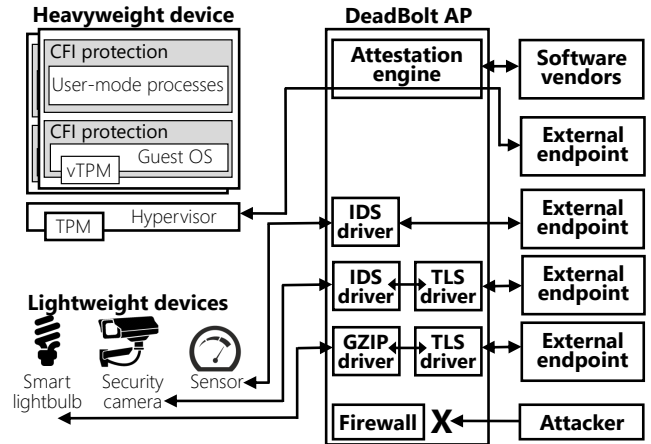 Heavyweight device
CFI protection
User-mode processes
CFI protection
Guest OS
vTPM
Hypervisor
TPM
Lightweight devices
Smart
lightbulb
Security
camera
Sensor
DeadBolt AP
Attestation
engine
IDS
driver
IDS
driver
TLS
driver
GZIP
driver
TLS
driver
Firewall
X
Software
vendors
External
endpoint
External
endpoint
External
endpoint
External
endpoint
Attacker